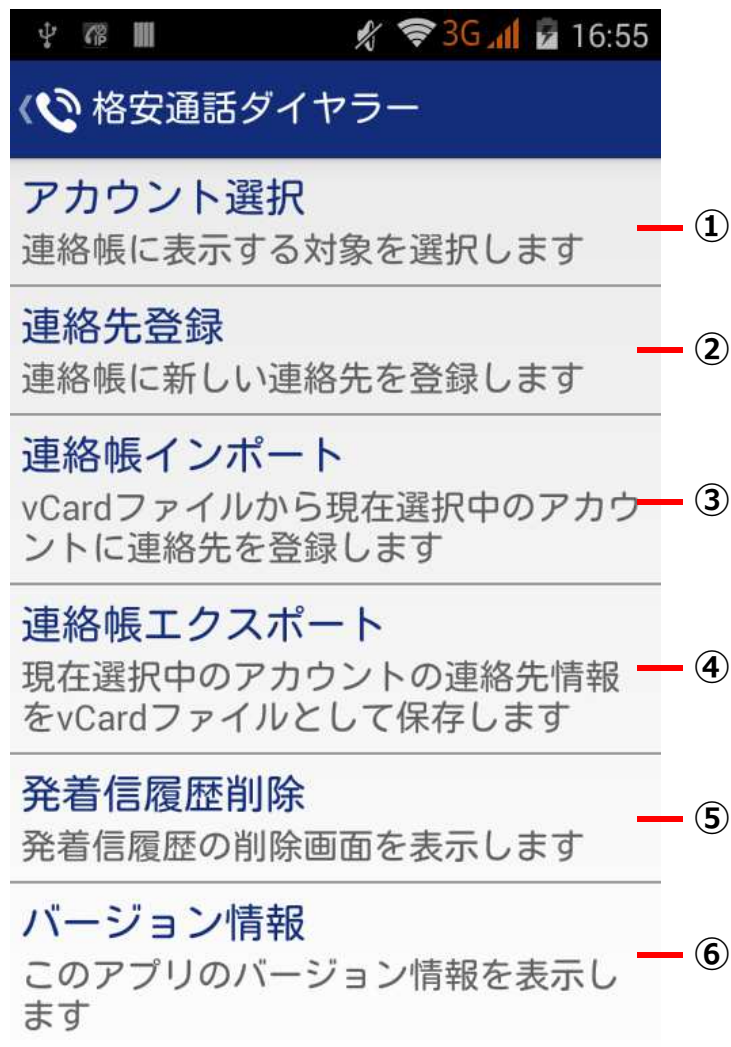 3G 16:55
格安通話ダイヤラー
アカウント選択
連絡帳に表示する対象を選択します
①
連絡先登録
連絡帳に新しい連絡先を登録します
②
連絡帳インポート
vCardファイルから現在選択中のアカウ
ントに連絡先を登録します
③
連絡帳エクスポート
現在選択中のアカウントの連絡先情報
をvCardファイルとして保存します
④
発着信履歴削除
発着信履歴の削除画面を表示します
⑤
バージョン情報
このアプリのバージョン情報を表示し
ます
⑥